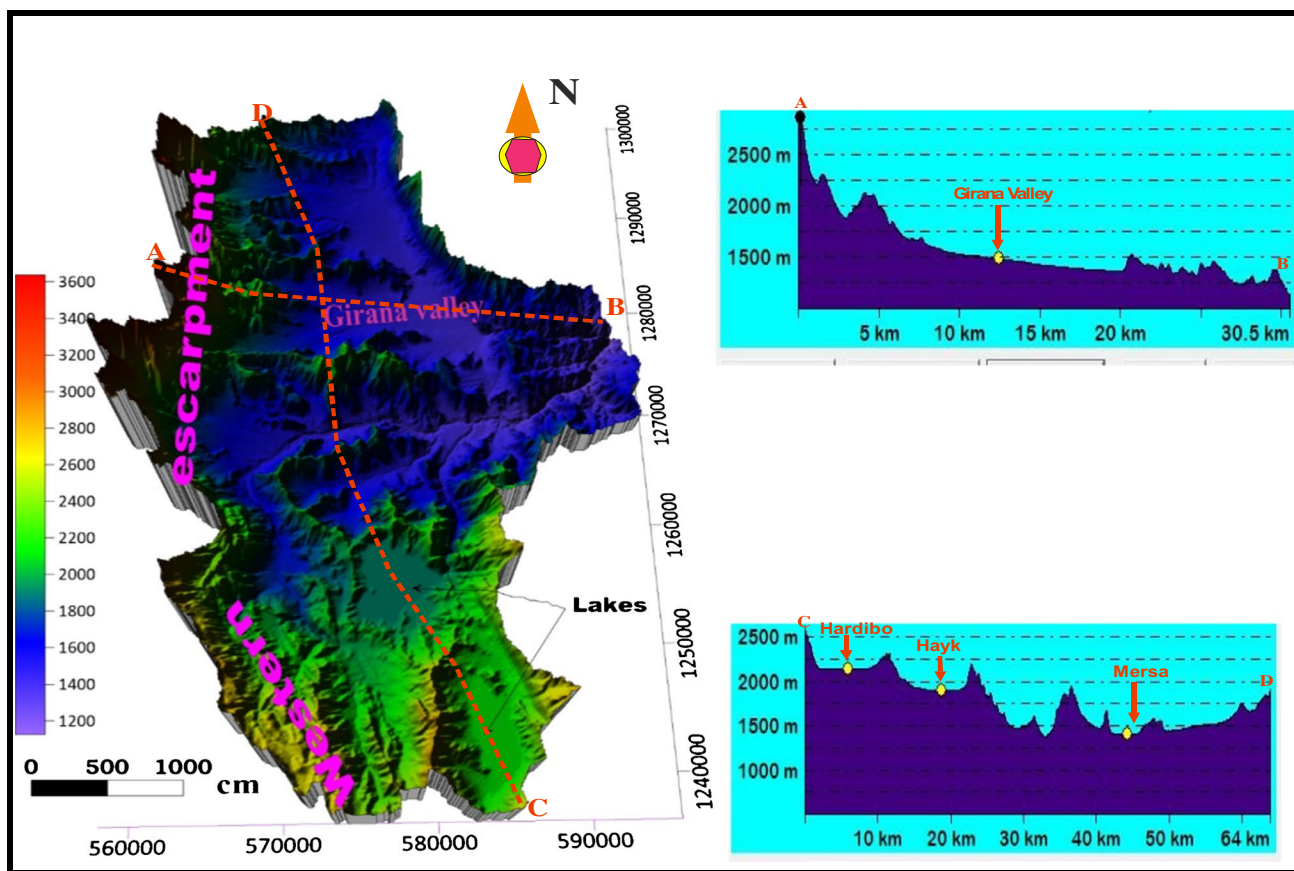 N
D
A
B
C
escarpment
Western
Girana valley
Lakes
3600
3400
3200
3000
2800
2600
2400
2200
2000
1800
1600
1400
1200
0 500 1000
cm
560000 570000 580000 590000
1300000
1290000
1280000
1270000
1260000
1250000
1240000
A
2500 m
2000 m
1500 m
Girana Valley
B
5 km 10 km 15 km 20 km 30.5 km
C
Hardibo
Hayk
Mersa
D
2500 m
2000 m
1500 m
1000 m
10 km 20 km 30 km 40 km 50 km 64 km